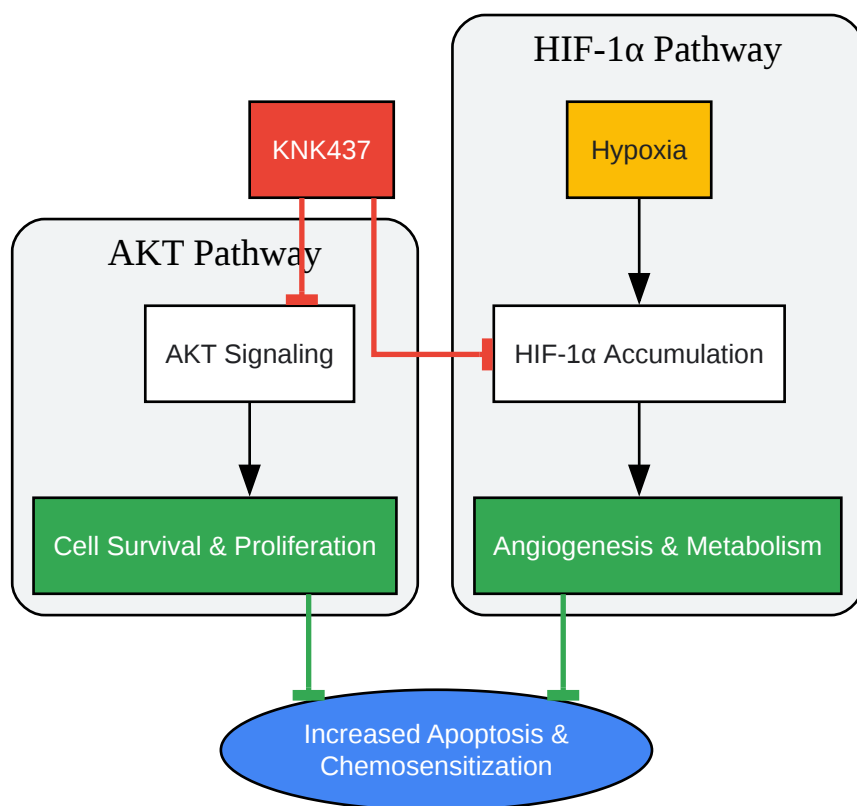 HIF-1α Pathway
KNK437
Hypoxia
AKT Pathway
AKT Signaling
HIF-1α Accumulation
Cell Survival & Proliferation
Angiogenesis & Metabolism
Increased Apoptosis &
Chemosensitization